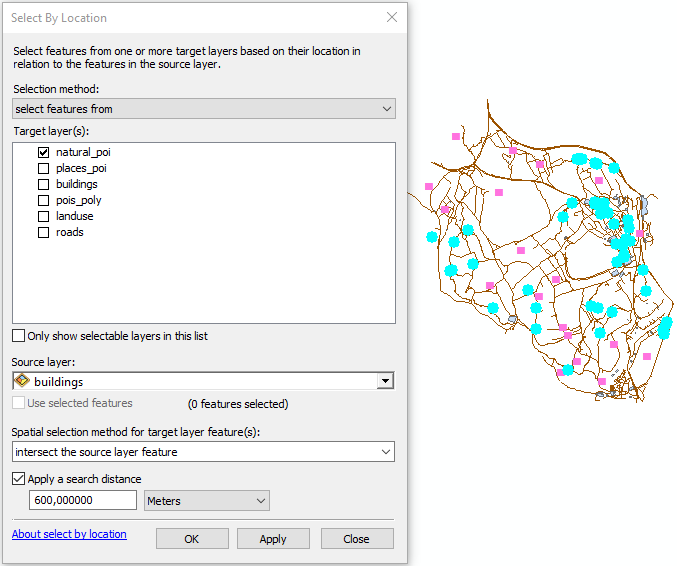 Select By Location
Select features from one or more target layers based on their location in
relation to the features in the source layer.
Selection method:
select features from
Target layer(s):
natural_poi
places_poi
buildings
pois_poly
landuse
roads
Only show selectable layers in this list
Source layer:
buildings
Use selected features (0 features selected)
Spatial selection method for target layer feature(s):
intersect the source layer feature
Apply a search distance
600,000000 Meters
About select by location OK Apply Close